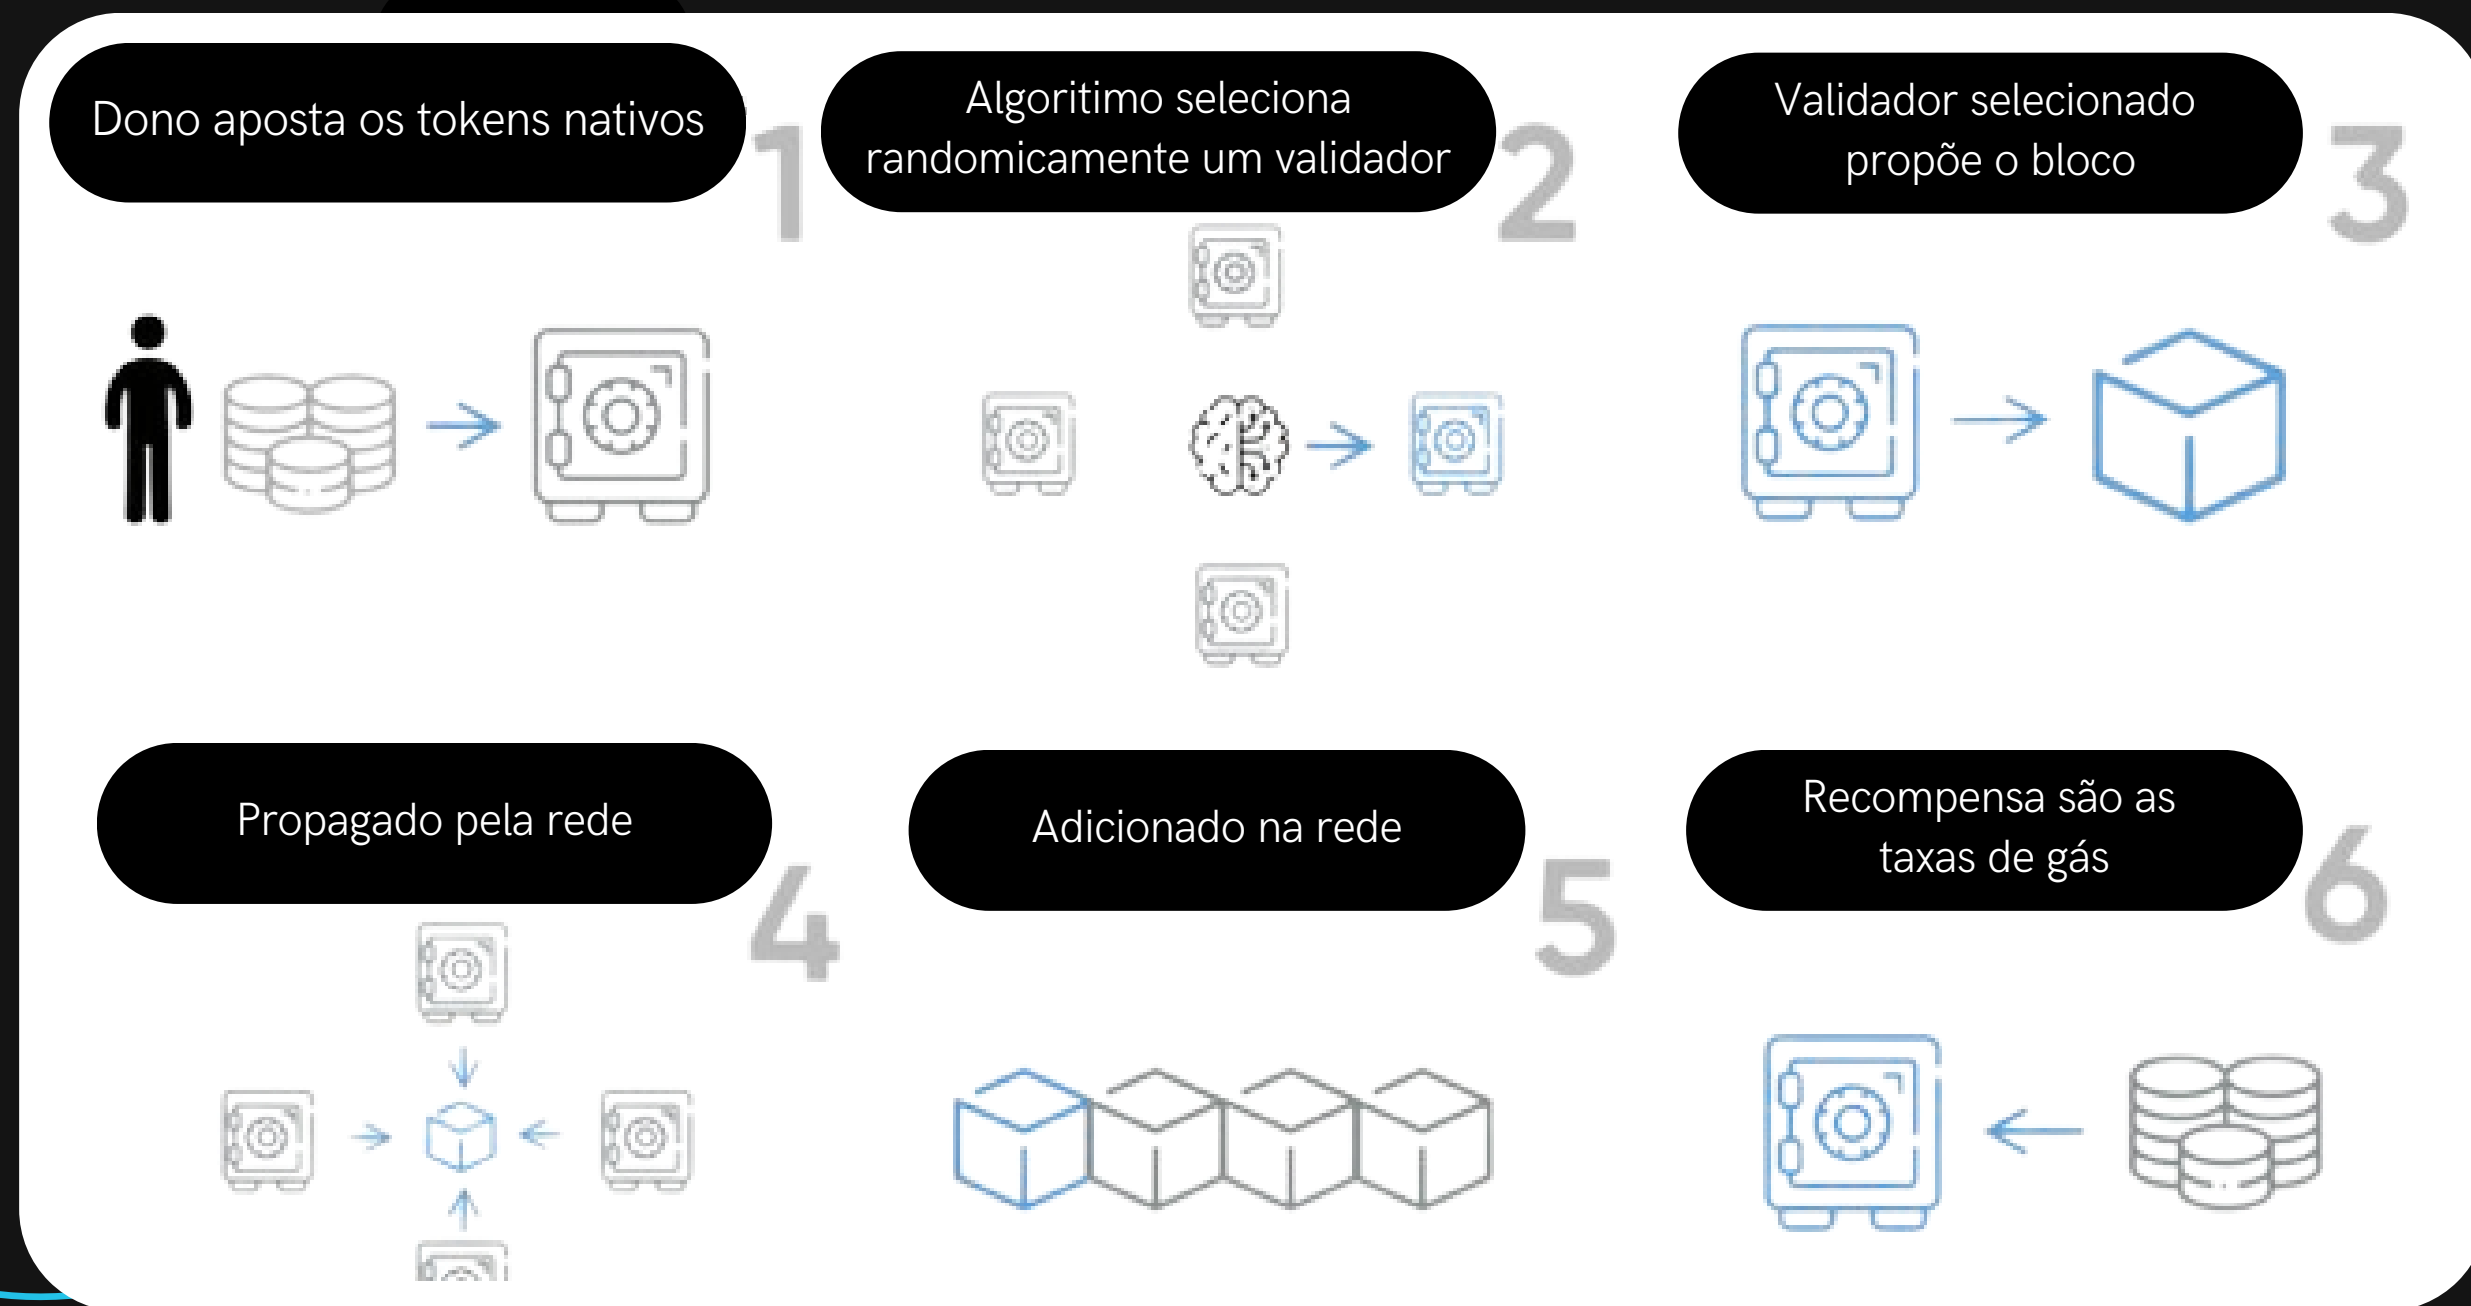 Dono aposta os tokens nativos
1
Algoritimo seleciona
randomicamente um validador
2
Validador selecionado
propõe o bloco
3
Propagado pela rede
4
Adicionado na rede
5
Recompensa são as
taxas de gás
6